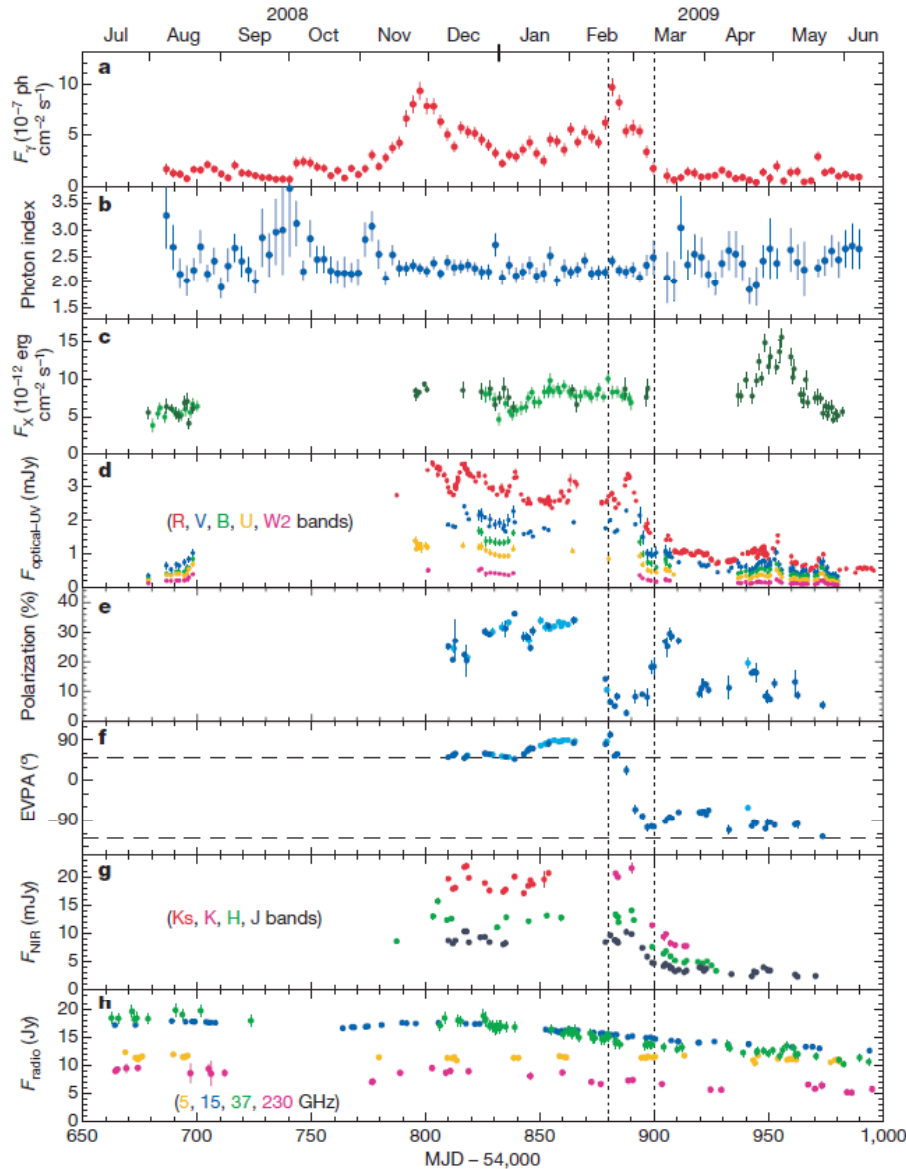 2008 2009
Jul Aug Sep Oct Nov Dec Jan Feb Mar Apr May Jun
a
10
5
0
Fγ (10⁻⁷ ph
cm⁻² s⁻¹)
b
3.5
3.0
2.5
2.0
1.5
Photon index
c
15
10
5
0
FX (10⁻¹² erg
cm⁻² s⁻¹)
d
3
2
1
0
Foptical-UV (mJy)
(R, V, B, U, W2 bands)
e
40
30
20
10
0
Polarization (%)
f
90
0
–90
EVPA (°)
g
20
15
10
5
0
FNIR (mJy)
(Ks, K, H, J bands)
h
20
15
10
5
0
Fradio (Jy)
(5, 15, 37, 230 GHz)
650 700 750 800 850 900 950 1,000
MJD – 54,000